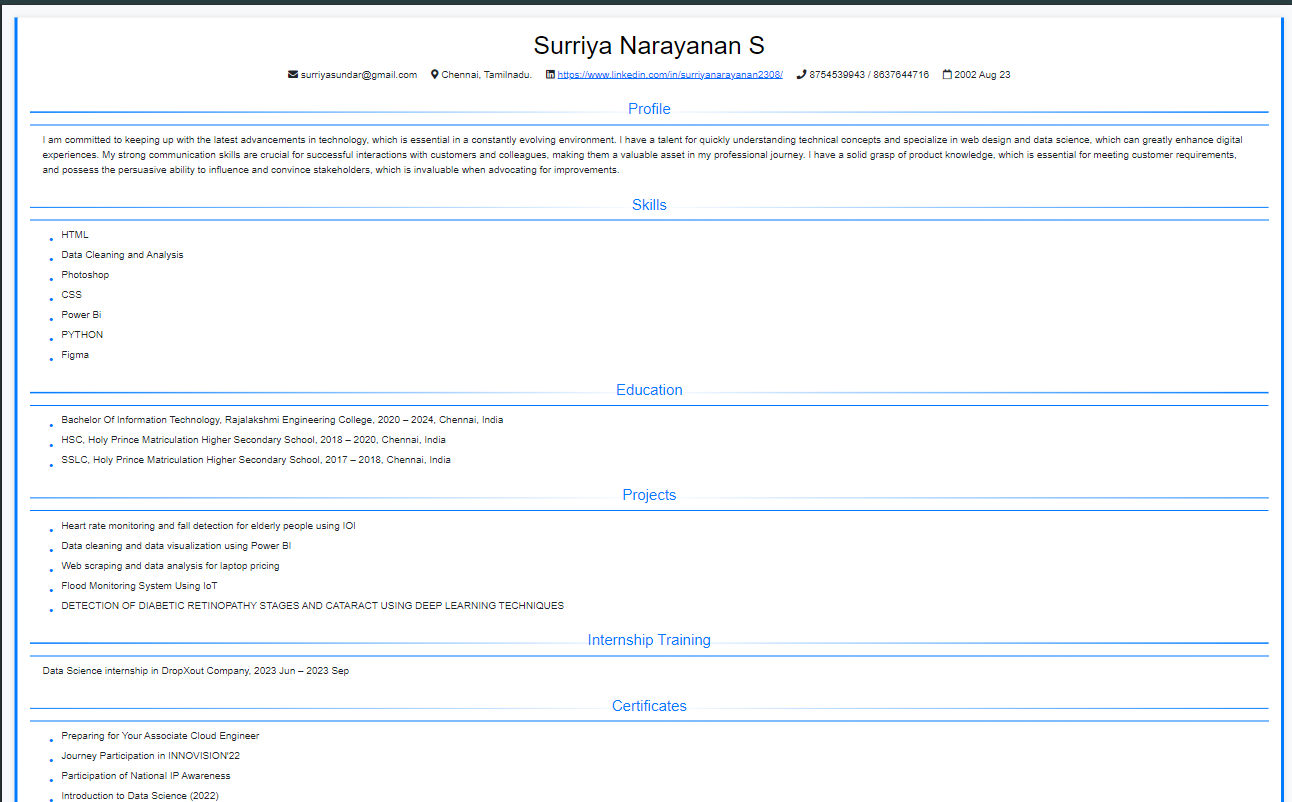 Surriya Narayanan S
surriyasundar@gmail.com Chennai, Tamilnadu. https://www.linkedin.com/in/surriyanarayanan2308/ 8754539943 / 8637644716 2002 Aug 23
Profile
I am committed to keeping up with the latest advancements in technology, which is essential in a constantly evolving environment. I have a talent for quickly understanding technical concepts and specialize in web design and data science, which can greatly enhance digital
experiences. My strong communication skills are crucial for successful interactions with customers and colleagues, making them a valuable asset in my professional journey. I have a solid grasp of product knowledge, which is essential for meeting customer requirements,
and possess the persuasive ability to influence and convince stakeholders, which is invaluable when advocating for improvements.
Skills
HTML
Data Cleaning and Analysis
Photoshop
CSS
Power Bi
PYTHON
Figma
Education
Bachelor Of Information Technology, Rajalakshmi Engineering College, 2020 – 2024, Chennai, India
HSC, Holy Prince Matriculation Higher Secondary School, 2018 – 2020, Chennai, India
SSLC, Holy Prince Matriculation Higher Secondary School, 2017 – 2018, Chennai, India
Projects
Heart rate monitoring and fall detection for elderly people using IOI
Data cleaning and data visualization using Power BI
Web scraping and data analysis for laptop pricing
Flood Monitoring System Using IoT
DETECTION OF DIABETIC RETINOPATHY STAGES AND CATARACT USING DEEP LEARNING TECHNIQUES
Internship Training
Data Science internship in DropXout Company, 2023 Jun – 2023 Sep
Certificates
Preparing for Your Associate Cloud Engineer
Journey Participation in INNOVISION'22
Participation of National IP Awareness
Introduction to Data Science (2022)